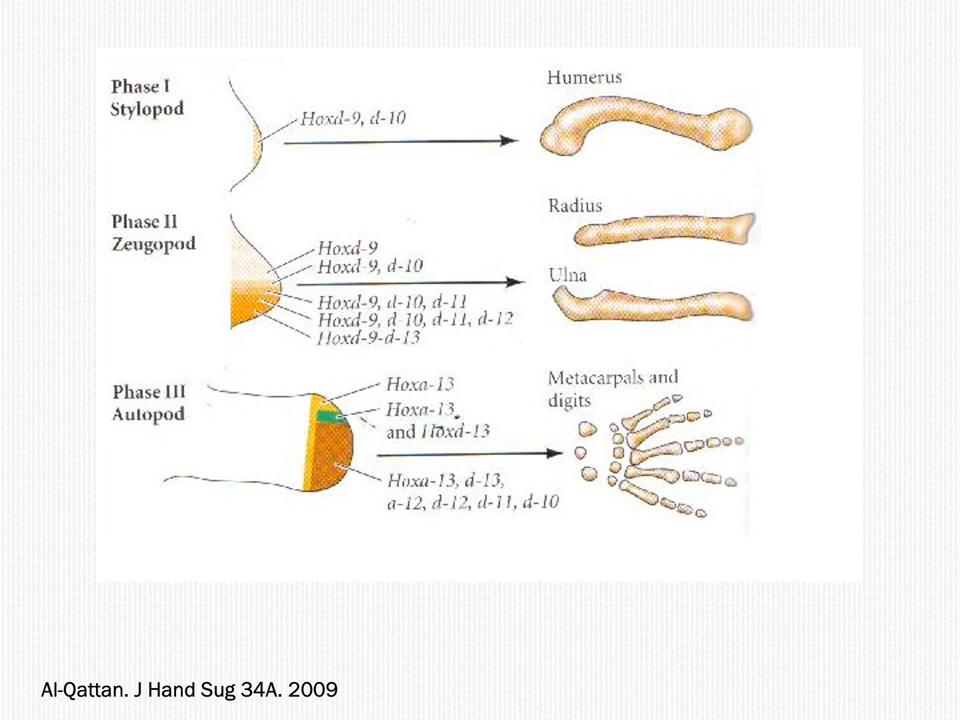 Phase I
Stylopod
Hoxd-9, d-10
Humerus
Phase II
Zeugopod
Hoxd-9
Hoxd-9, d-10
Hoxd-9, d-10, d-11
Hoxd-9, d-10, d-11, d-12
Hoxd-9-d-13
Radius
Ulna
Phase III
Autopod
Hoxa-13
Hoxa-13
and Hoxd-13
Hoxa-13, d-13,
a-12, d-12, d-11, d-10
Metacarpals and
digits
Al-Qattan. J Hand Sug 34A. 2009